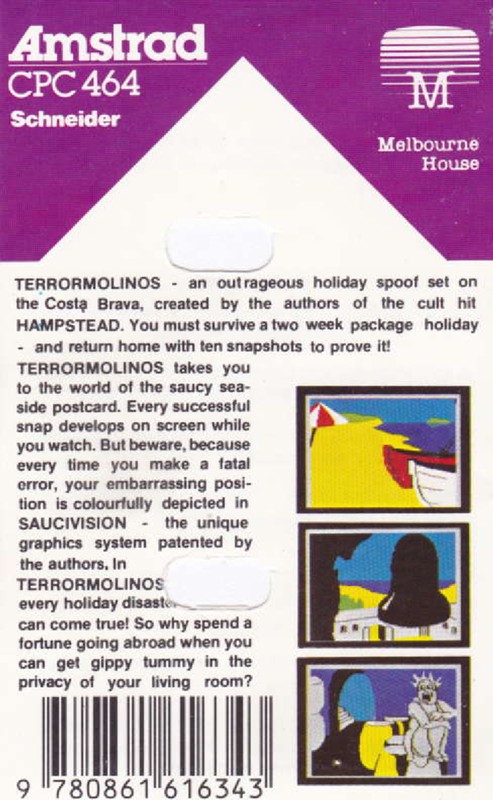 Amstrad
CPC 464
Schneider
M
Melbourne
House
TERRORMOLINOS - an outrageous holiday spoof set on
the Costa Brava, created by the authors of the cult hit
HAMPSTEAD. You must survive a two week package holiday
- and return home with ten snapshots to prove it!
TERRORMOLINOS takes you
to the world of the saucy sea-
side postcard. Every successful
snap develops on screen while
you watch. But beware, because
every time you make a fatal
error, your embarrassing posi-
tion is colourfully depicted in
SAUCIVISION - the unique
graphics system patented by
the authors. In
TERRORMOLINOS
every holiday
can come true! So why spend a
fortune going abroad when you
can get gippy tummy in the
privacy of your living room?
9 780861 616343